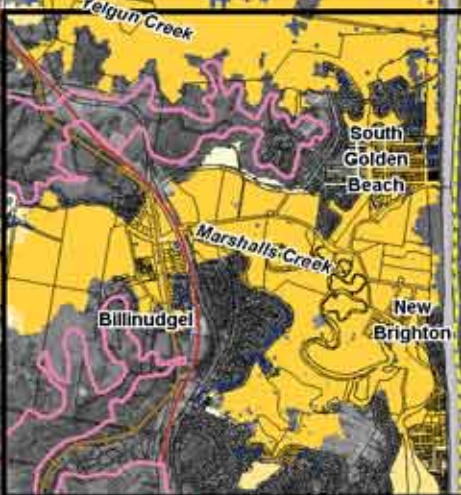 Yelgun Creek
South
Golden
Beach
Marshalls Creek
Billinudgel
New
Brighton